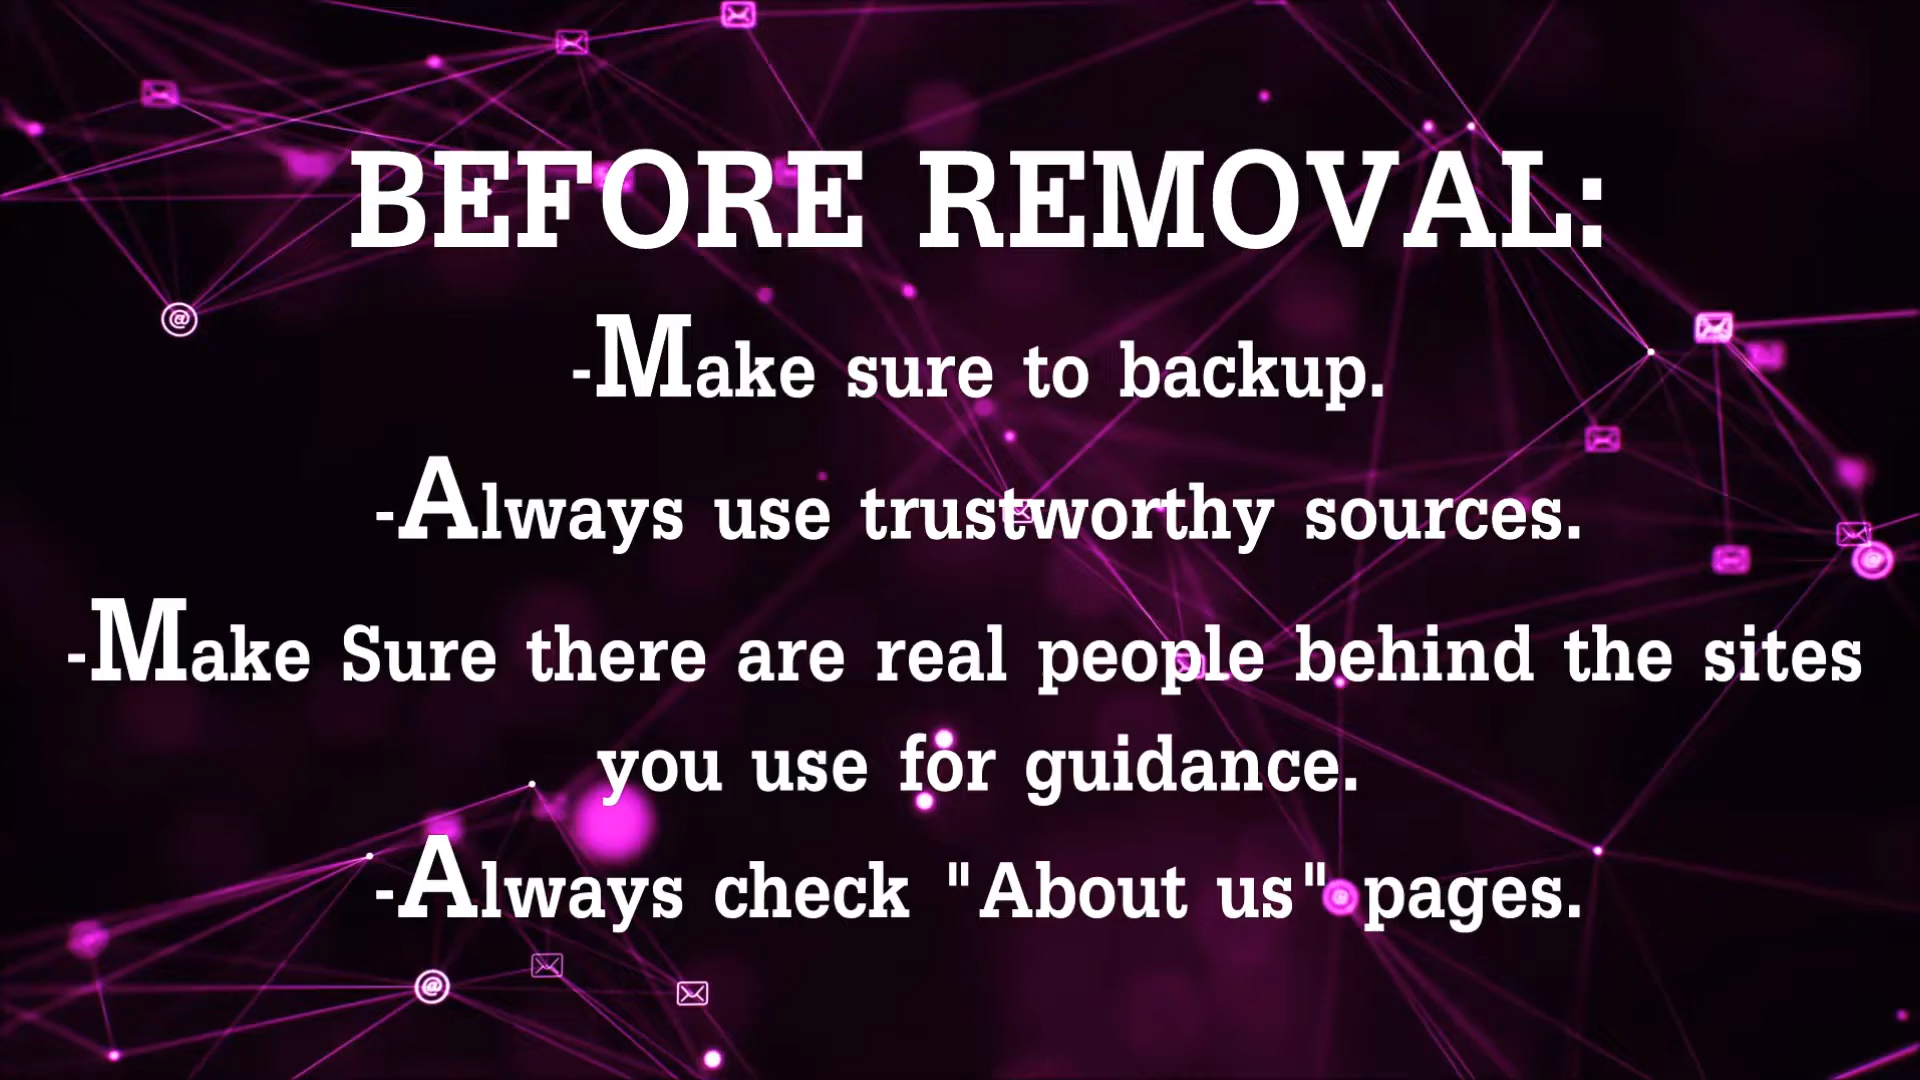 BEFORE REMOVAL:
-Make sure to backup.
-Always use trustworthy sources.
-Make Sure there are real people behind the sites
you use for guidance.
-Always check "About us" pages.